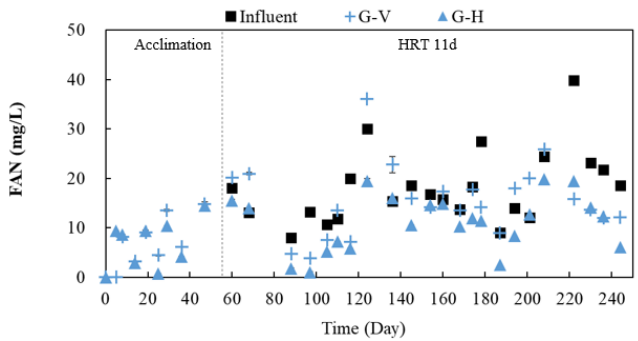 Influent G-V G-H
50
Acclimation HRT 11d
40
30
20
10
0
FAN (mg/L)
0 20 40 60 80 100 120 140 160 180 200 220 240
Time (Day)